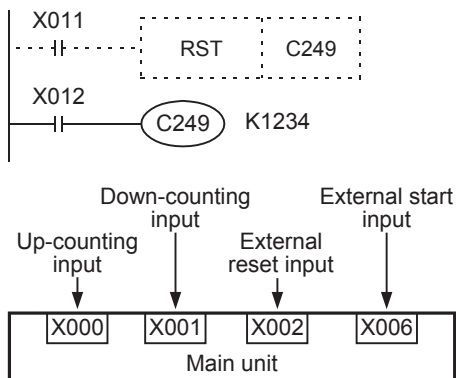 X011
RST C249
X012
C249 K1234
Down-counting input
External start input
Up-counting input
External reset input
X000 X001 X002 X006
Main unit